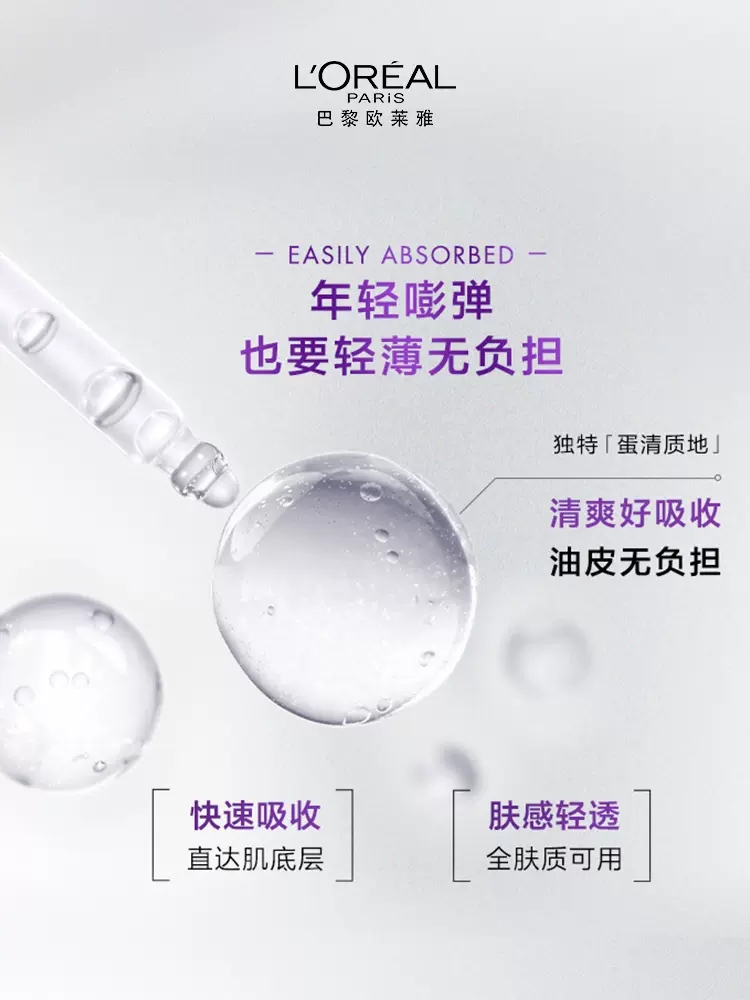 L'ORÉAL
PARiS
巴黎欧莱雅
EASILY ABSORBED
年轻嘭弹
也要轻薄无负担
独特「蛋清质地」
清爽好吸收
油皮无负担
快速吸收
直达肌底层
肤感轻透
全肤质可用